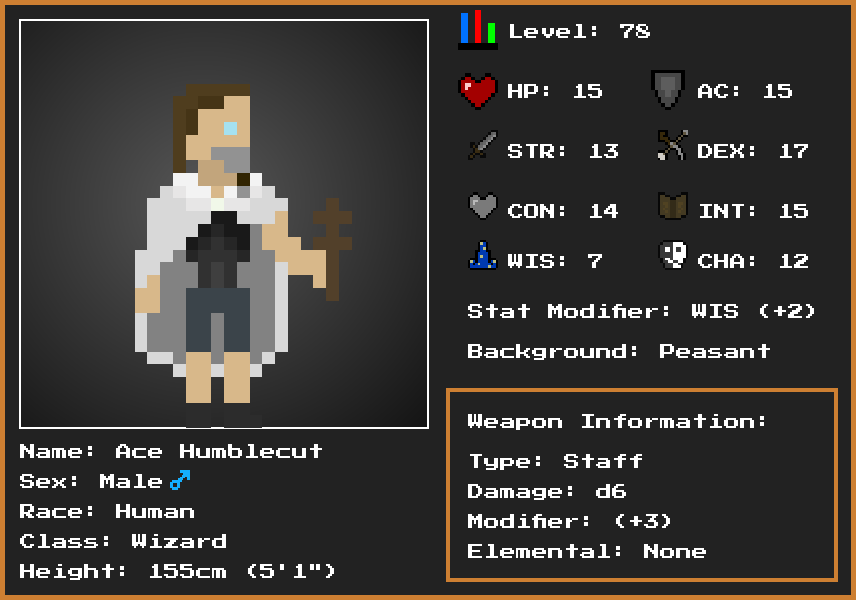 Level: 78
HP: 15
AC: 15
STR: 13
DEX: 17
CON: 14
INT: 15
WIS: 7
CHA: 12
Stat Modifier: WIS (+2)
Background: Peasant
Weapon Information:
Type: Staff
Damage: d6
Modifier: (+3)
Elemental: None
Name: Ace Humblecut
Sex: Male♂
Race: Human
Class: Wizard
Height: 155cm (5'1")